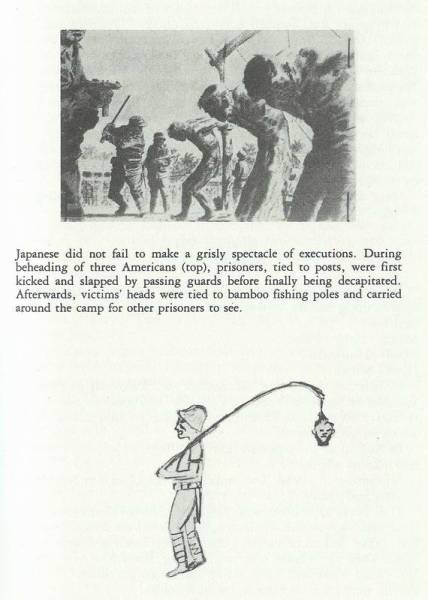 Japanese did not fail to make a grisly spectacle of executions. During
beheading of three Americans (top), prisoners, tied to posts, were first
kicked and slapped by passing guards before finally being decapitated.
Afterwards, victims' heads were tied to bamboo fishing poles and carried
around the camp for other prisoners to see.